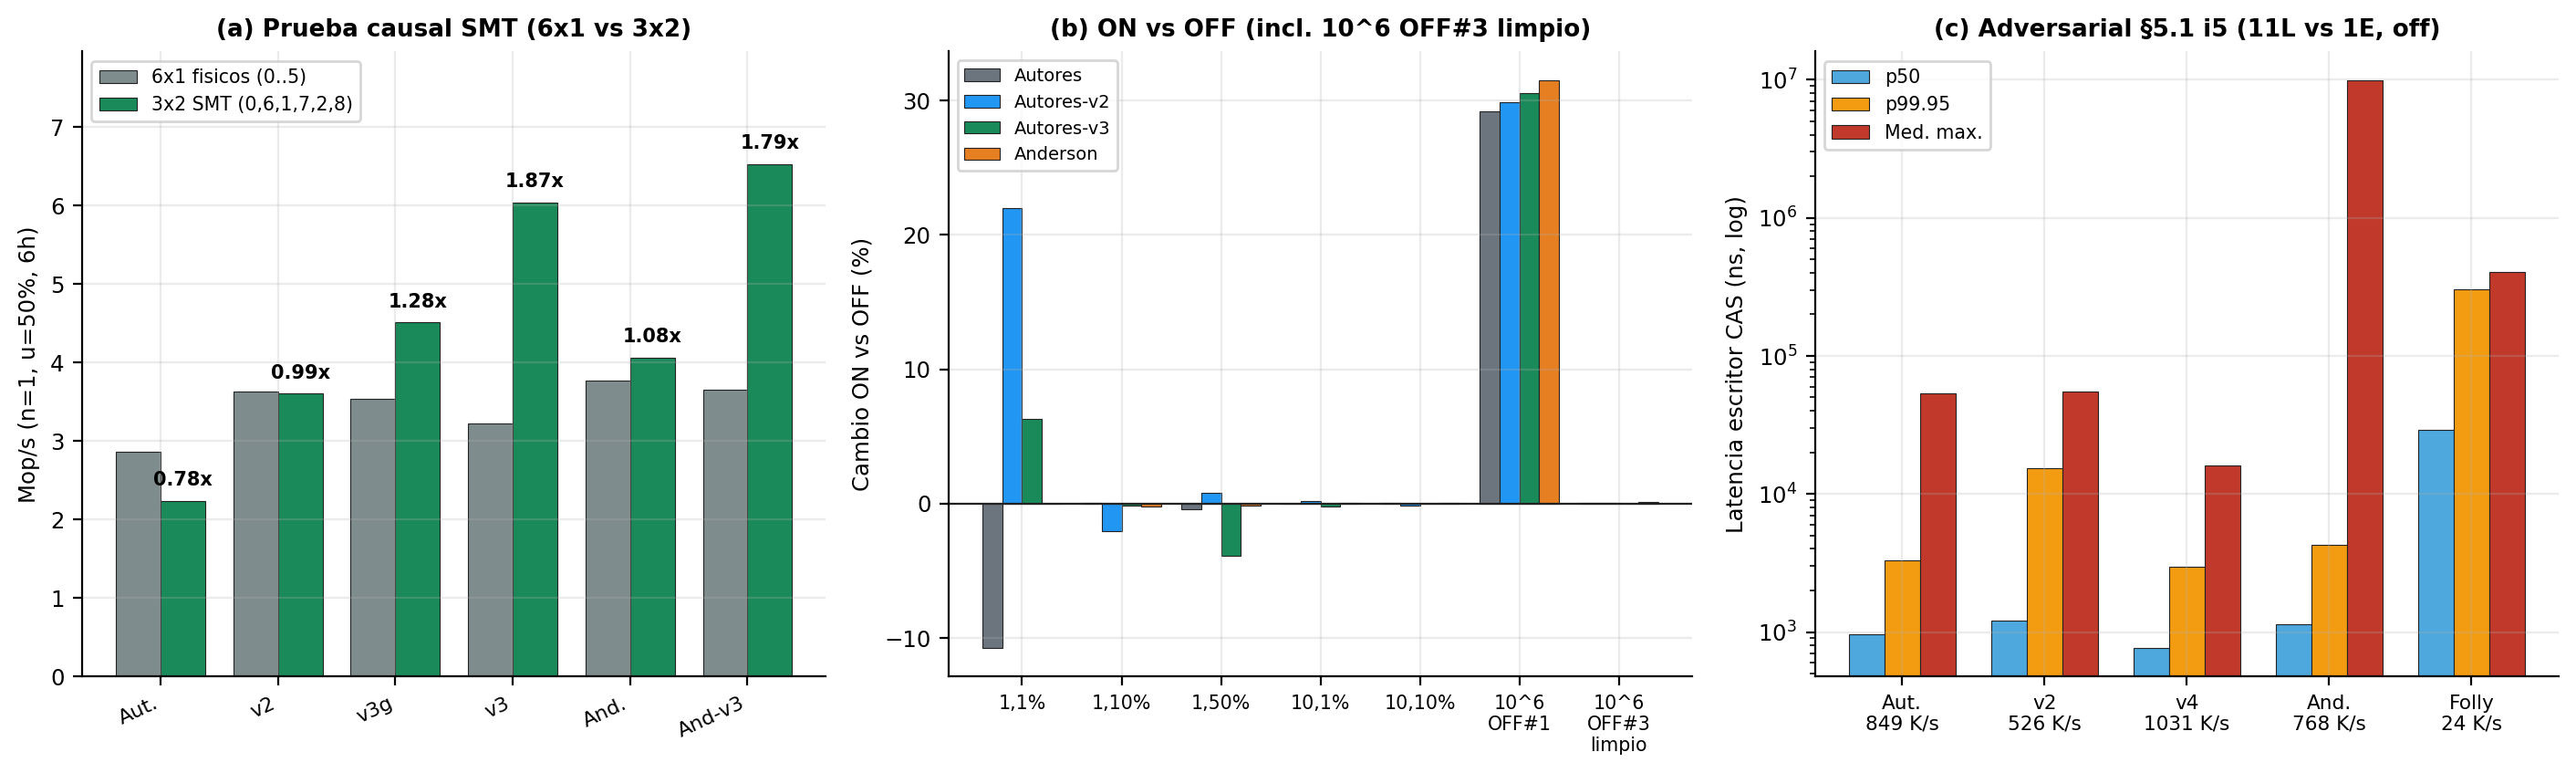 (a) Prueba causal SMT (6x1 vs 3x2)
Mop/s (n=1, u=50%, 6h)
7
6
5
4
3
2
1
0
6x1 fisicos (0..5)
3x2 SMT (0,6,1,7,2,8)
0.78x
0.99x
1.28x
1.87x
1.08x
1.79x
Aut.
v2
v3g
v3
And.
And-v3
(b) ON vs OFF (incl. 10^6 OFF#3 limpio)
Cambio ON vs OFF (%)
30
20
10
0
−10
Autores
Autores-v2
Autores-v3
Anderson
1,1%
1,10%
1,50%
10,1%
10,10%
10^6
OFF#1
10^6
OFF#3
limpio
(c) Adversarial §5.1 i5 (11L vs 1E, off)
Latencia escritor CAS (ns, log)
10^7
10^6
10^5
10^4
10^3
p50
p99.95
Med. max.
Aut.
849 K/s
v2
526 K/s
v4
1031 K/s
And.
768 K/s
Folly
24 K/s